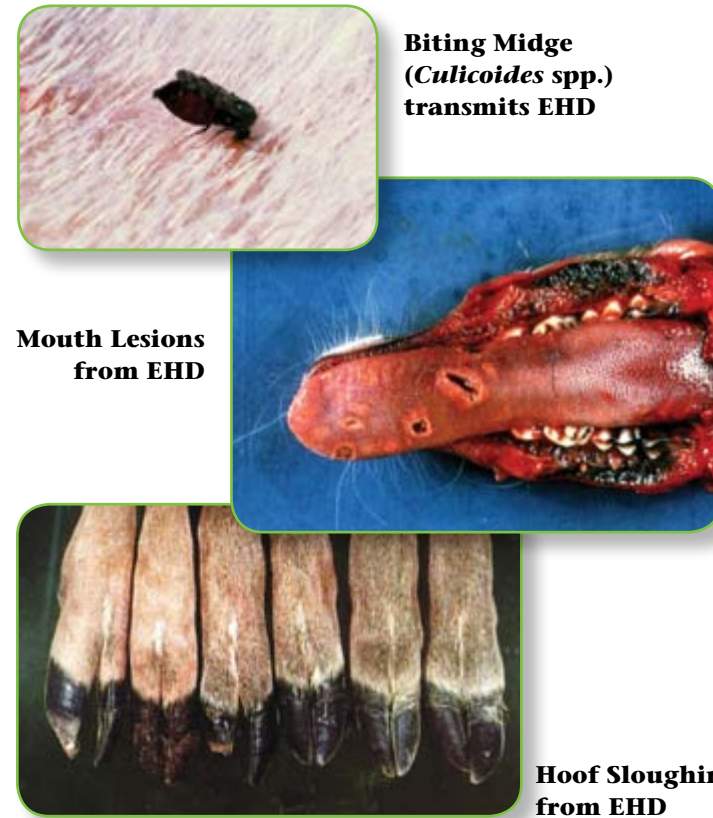 Biting Midge
(Culicoides spp.)
transmits EHD
Mouth Lesions
from EHD
Hoof Sloughin
from EHD